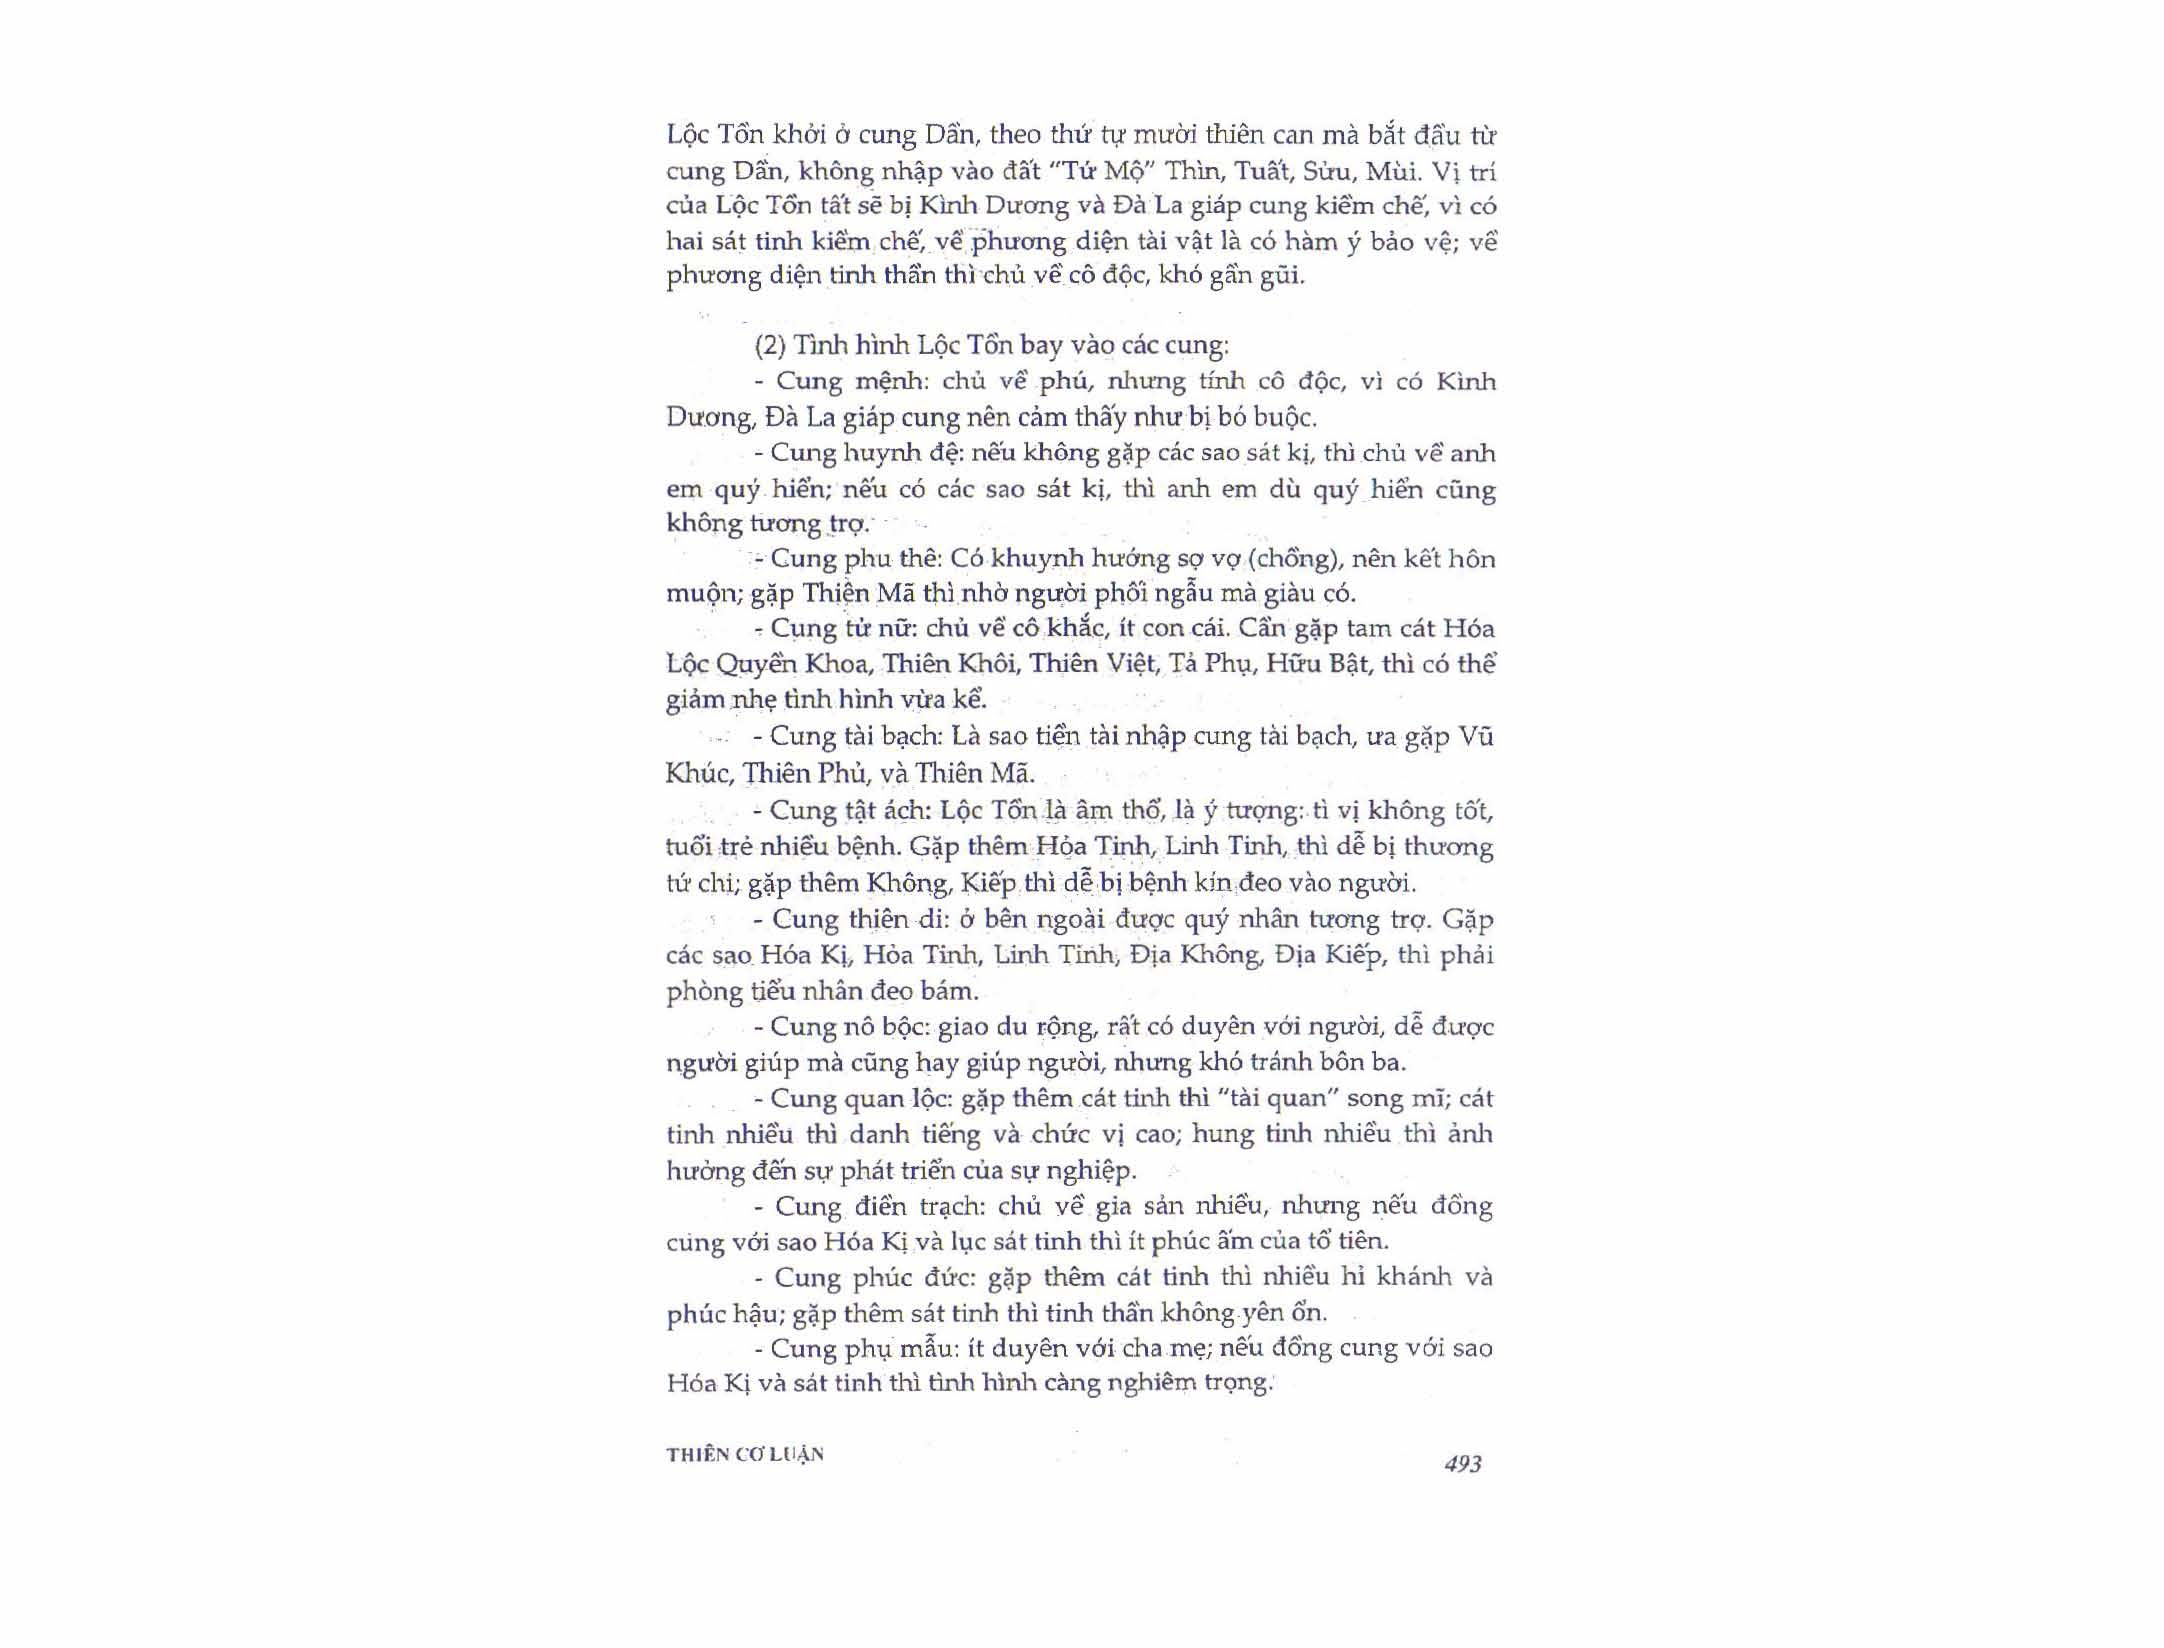 Lộc Tồn khởi ở cung Dần, theo thứ tự mười thiên can mà bắt đầu từ
cung Dần, không nhập vào đất "Tứ Mộ" Thìn, Tuất, Sửu, Mùi. Vị trí
của Lộc Tồn tất sẽ bị Kình Dương và Đà La giáp cung kiềm chế, vì có
hai sát tinh kiềm chế, về phương diện tài vật là có hàm ý bảo vệ; về
phương diện tinh thần thì chủ về cô độc, khó gần gũi.
(2) Tình hình Lộc Tồn bay vào các cung:
- Cung mệnh: chủ về phú, nhưng tính cô độc, vì có Kình
Dương, Đà La giáp cung nên cảm thấy như bị bó buộc.
- Cung huynh đệ: nếu không gặp các sao sát kị, thì chủ về anh
em quý hiển; nếu có các sao sát kị, thì anh em dù quý hiển cũng
không tương trợ.
- Cung phu thê: Có khuynh hướng sợ vợ (chồng), nên kết hôn
muộn; gặp Thiên Mã thì nhờ người phối ngẫu mà giàu có.
- Cung tử nữ: chủ về cô khắc, ít con cái. Cần gặp tam cát Hóa
Lộc Quyền Khoa, Thiên Khôi, Thiên Việt, Tả Phụ, Hữu Bật, thì có thể
giảm nhẹ tình hình vừa kể.
- Cung tài bạch: Là sao tiền tài nhập cung tài bạch, ưa gặp Vũ
Khúc, Thiên Phủ, và Thiên Mã.
- Cung tật ách: Lộc Tồn là âm thổ, là ý tượng: tì vị không tốt,
tuổi trẻ nhiều bệnh. Gặp thêm Hỏa Tinh, Linh Tinh, thì dễ bị thương
tứ chi; gặp thêm Không, Kiếp thì dễ bị bệnh kín đeo vào người.
- Cung thiên di: ở bên ngoài được quý nhân tương trợ. Gặp
các sao Hóa Kị, Hỏa Tinh, Linh Tinh, Địa Không, Địa Kiếp, thì phải
phòng tiểu nhân đeo bám.
- Cung nô bộc: giao du rộng, rất có duyên với người, dễ được
người giúp mà cũng hay giúp người, nhưng khó tránh bôn ba.
- Cung quan lộc: gặp thêm cát tinh thì "tài quan" song mĩ; cát
tinh nhiều thì danh tiếng và chức vị cao; hung tinh nhiều thì ảnh
hưởng đến sự phát triển của sự nghiệp.
- Cung điền trạch: chủ về gia sản nhiều, nhưng nếu đồng
cung với sao Hóa Kị và lục sát tinh thì ít phúc ấm của tổ tiên.
- Cung phúc đức: gặp thêm cát tinh thì nhiều hỉ khánh và
phúc hậu; gặp thêm sát tinh thì tinh thần không yên ổn.
- Cung phụ mẫu: ít duyên với cha mẹ; nếu đồng cung với sao
Hóa Kị và sát tinh thì tình hình càng nghiêm trọng.
THIÊN CƠ LUẬN
493